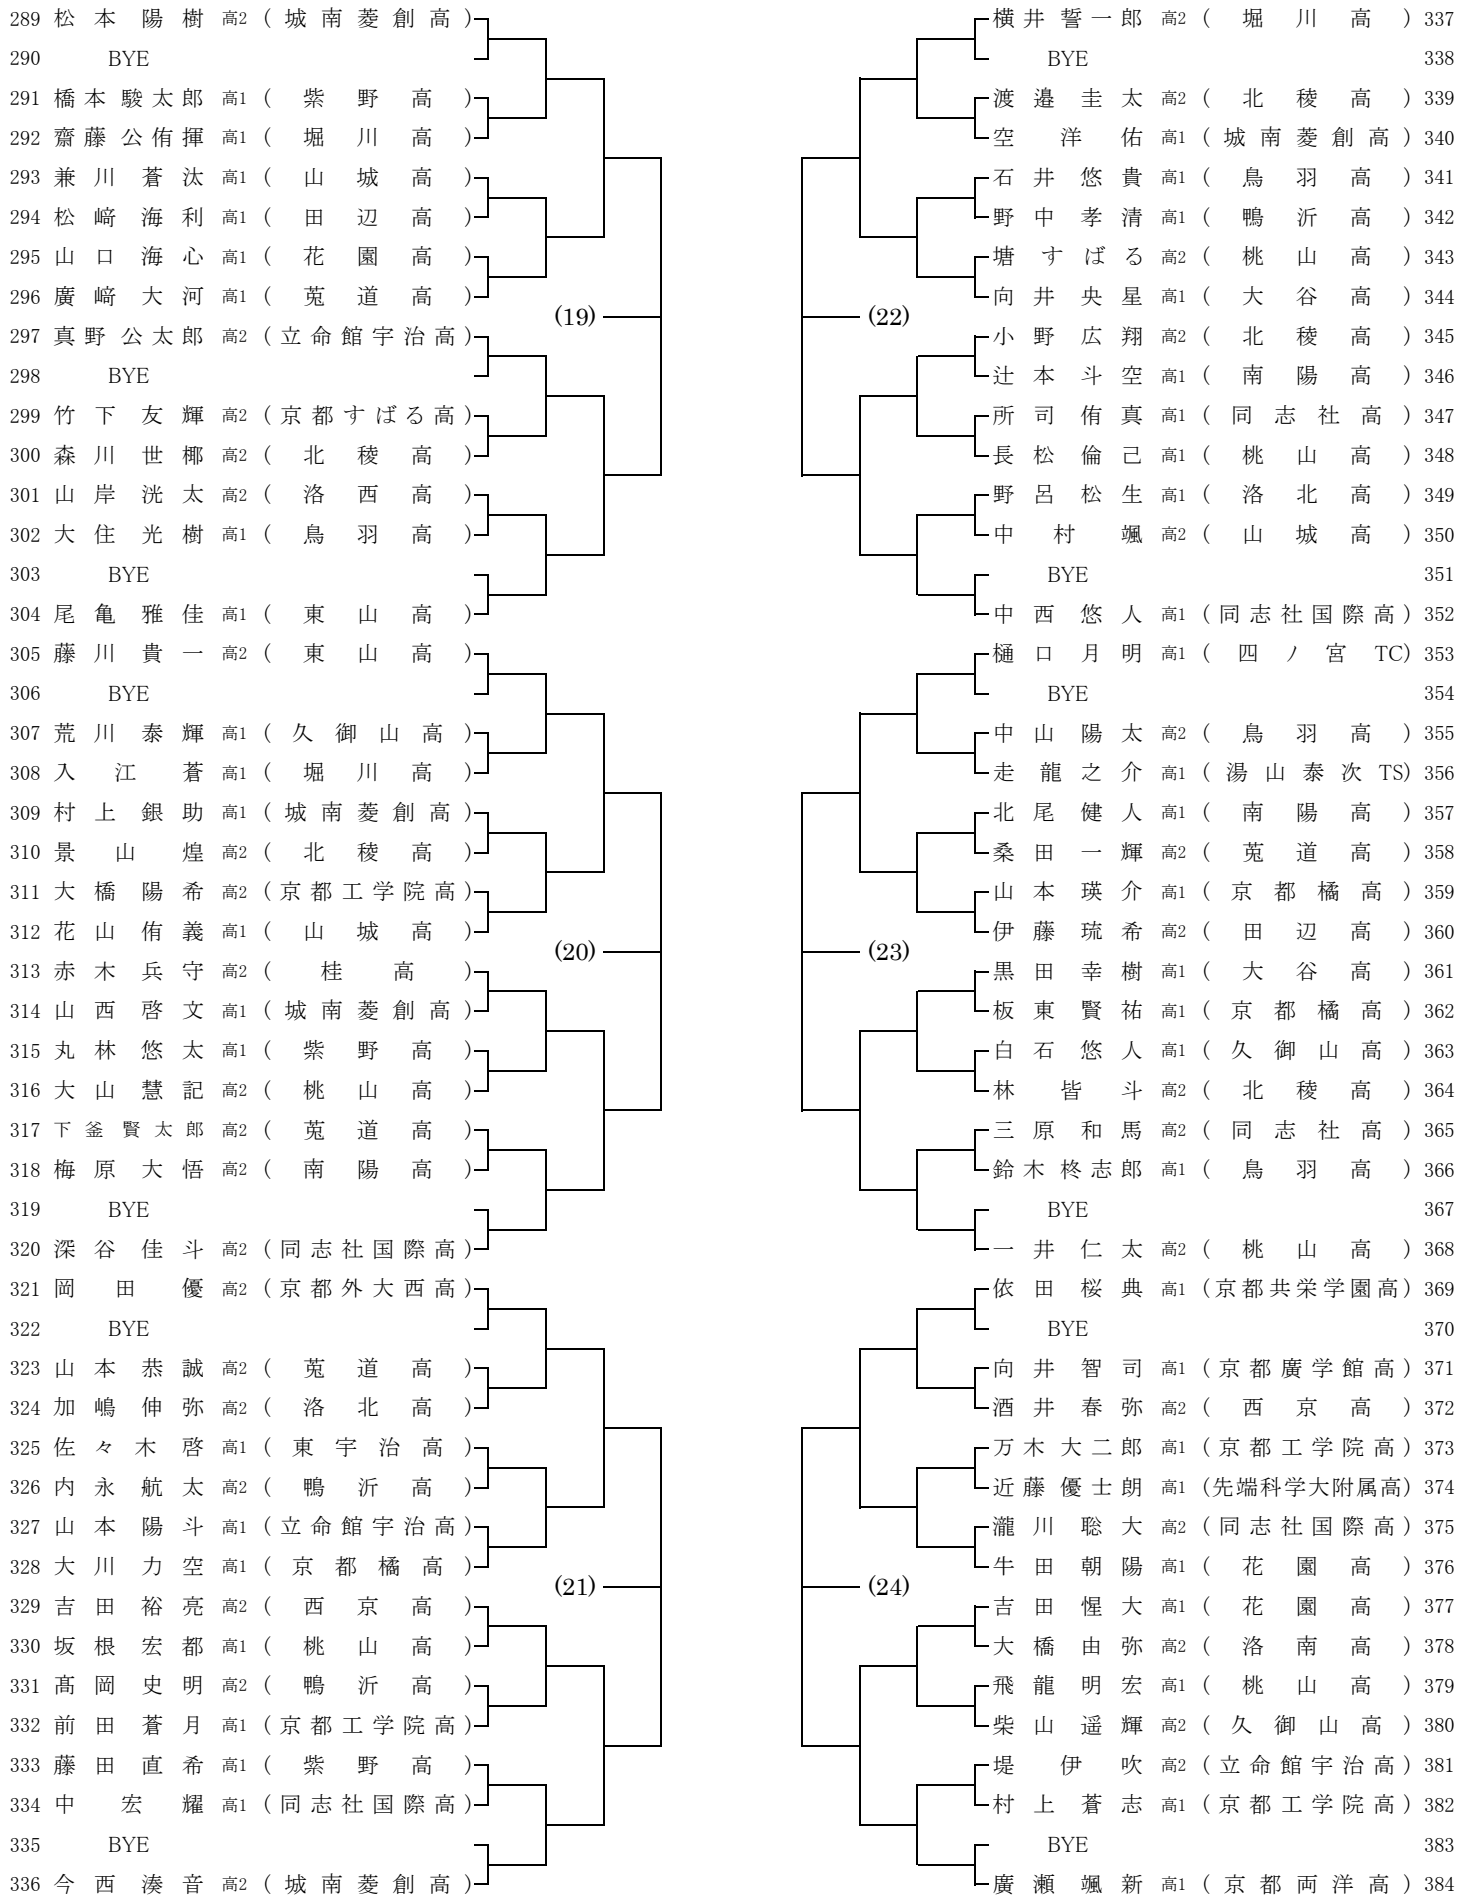 289 松本陽樹 高2 (城南菱創高)
290 BYE
291 橋本駿太郎 高1 (紫野高)
292 齋藤公侑揮 高1 (堀川高)
293 兼川蒼汰 高1 (山城高)
294 松﨑海利 高1 (田辺高)
295 山口海心 高1 (花園高)
296 廣﨑大河 高1 (莵道高)
(19)
297 真野公太郎 高2 (立命館宇治高)
298 BYE
299 竹下友輝 高2 (京都すばる高)
300 森川世椰 高2 (北稜高)
301 山岸洸太 高2 (洛西高)
302 大住光樹 高1 (鳥羽高)
303 BYE
304 尾亀雅佳 高1 (東山高)
305 藤川貴一 高2 (東山高)
306 BYE
307 荒川泰輝 高1 (久御山高)
308 入江蒼 高1 (堀川高)
309 村上銀助 高1 (城南菱創高)
310 景山煌 高2 (北稜高)
311 大橋陽希 高2 (京都工学院高)
312 花山侑義 高1 (山城高)
(20)
313 赤木兵守 高2 (桂高)
314 山西啓文 高1 (城南菱創高)
315 丸林悠太 高1 (紫野高)
316 大山慧記 高2 (桃山高)
317 下釜賢太郎 高2 (莵道高)
318 梅原大悟 高2 (南陽高)
319 BYE
320 深谷佳斗 高2 (同志社国際高)
321 岡田優 高2 (京都外大西高)
322 BYE
323 山本恭誠 高2 (莵道高)
324 加嶋伸弥 高2 (洛北高)
325 佐々木啓 高1 (東宇治高)
326 内永航太 高2 (鴨沂高)
327 山本陽斗 高1 (立命館宇治高)
328 大川力空 高1 (京都橘高)
(21)
329 吉田裕亮 高2 (西京高)
330 坂根宏都 高1 (桃山高)
331 髙岡史明 高2 (鴨沂高)
332 前田蒼月 高1 (京都工学院高)
333 藤田直希 高1 (紫野高)
334 中宏耀 高1 (同志社国際高)
335 BYE
336 今西湊音 高2 (城南菱創高)
横井誓一郎 高2 (堀川高) 337
BYE 338
渡邉圭太 高2 (北稜高) 339
空洋佑 高1 (城南菱創高) 340
石井悠貴 高1 (鳥羽高) 341
野中孝清 高1 (鴨沂高) 342
塘すばる 高2 (桃山高) 343
向井央星 高1 (大谷高) 344
(22)
小野広翔 高2 (北稜高) 345
辻本斗空 高1 (南陽高) 346
所司侑真 高1 (同志社高) 347
長松倫己 高1 (桃山高) 348
野呂松生 高1 (洛北高) 349
中村颯 高2 (山城高) 350
BYE 351
中西悠人 高1 (同志社国際高) 352
樋口月明 高1 (四ノ宮TC) 353
BYE 354
中山陽太 高2 (鳥羽高) 355
走龍之介 高1 (湯山泰次TS) 356
北尾健人 高1 (南陽高) 357
桑田一輝 高2 (莵道高) 358
山本瑛介 高1 (京都橘高) 359
伊藤琉希 高2 (田辺高) 360
(23)
黒田幸樹 高1 (大谷高) 361
板東賢祐 高1 (京都橘高) 362
白石悠人 高1 (久御山高) 363
林皆斗 高2 (北稜高) 364
三原和馬 高2 (同志社高) 365
鈴木柊志郎 高1 (鳥羽高) 366
BYE 367
一井仁太 高2 (桃山高) 368
依田桜典 高1 (京都共栄学園高) 369
BYE 370
向井智司 高1 (京都廣学館高) 371
酒井春弥 高2 (西京高) 372
万木大二郎 高1 (京都工学院高) 373
近藤優士朗 高1 (先端科学大附属高) 374
瀧川聡大 高2 (同志社国際高) 375
牛田朝陽 高1 (花園高) 376
(24)
吉田惺大 高1 (花園高) 377
大橋由弥 高2 (洛南高) 378
飛龍明宏 高1 (桃山高) 379
柴山遥輝 高2 (久御山高) 380
堤伊吹 高2 (立命館宇治高) 381
村上蒼志 高1 (京都工学院高) 382
BYE 383
廣瀬颯新 高1 (京都両洋高) 384